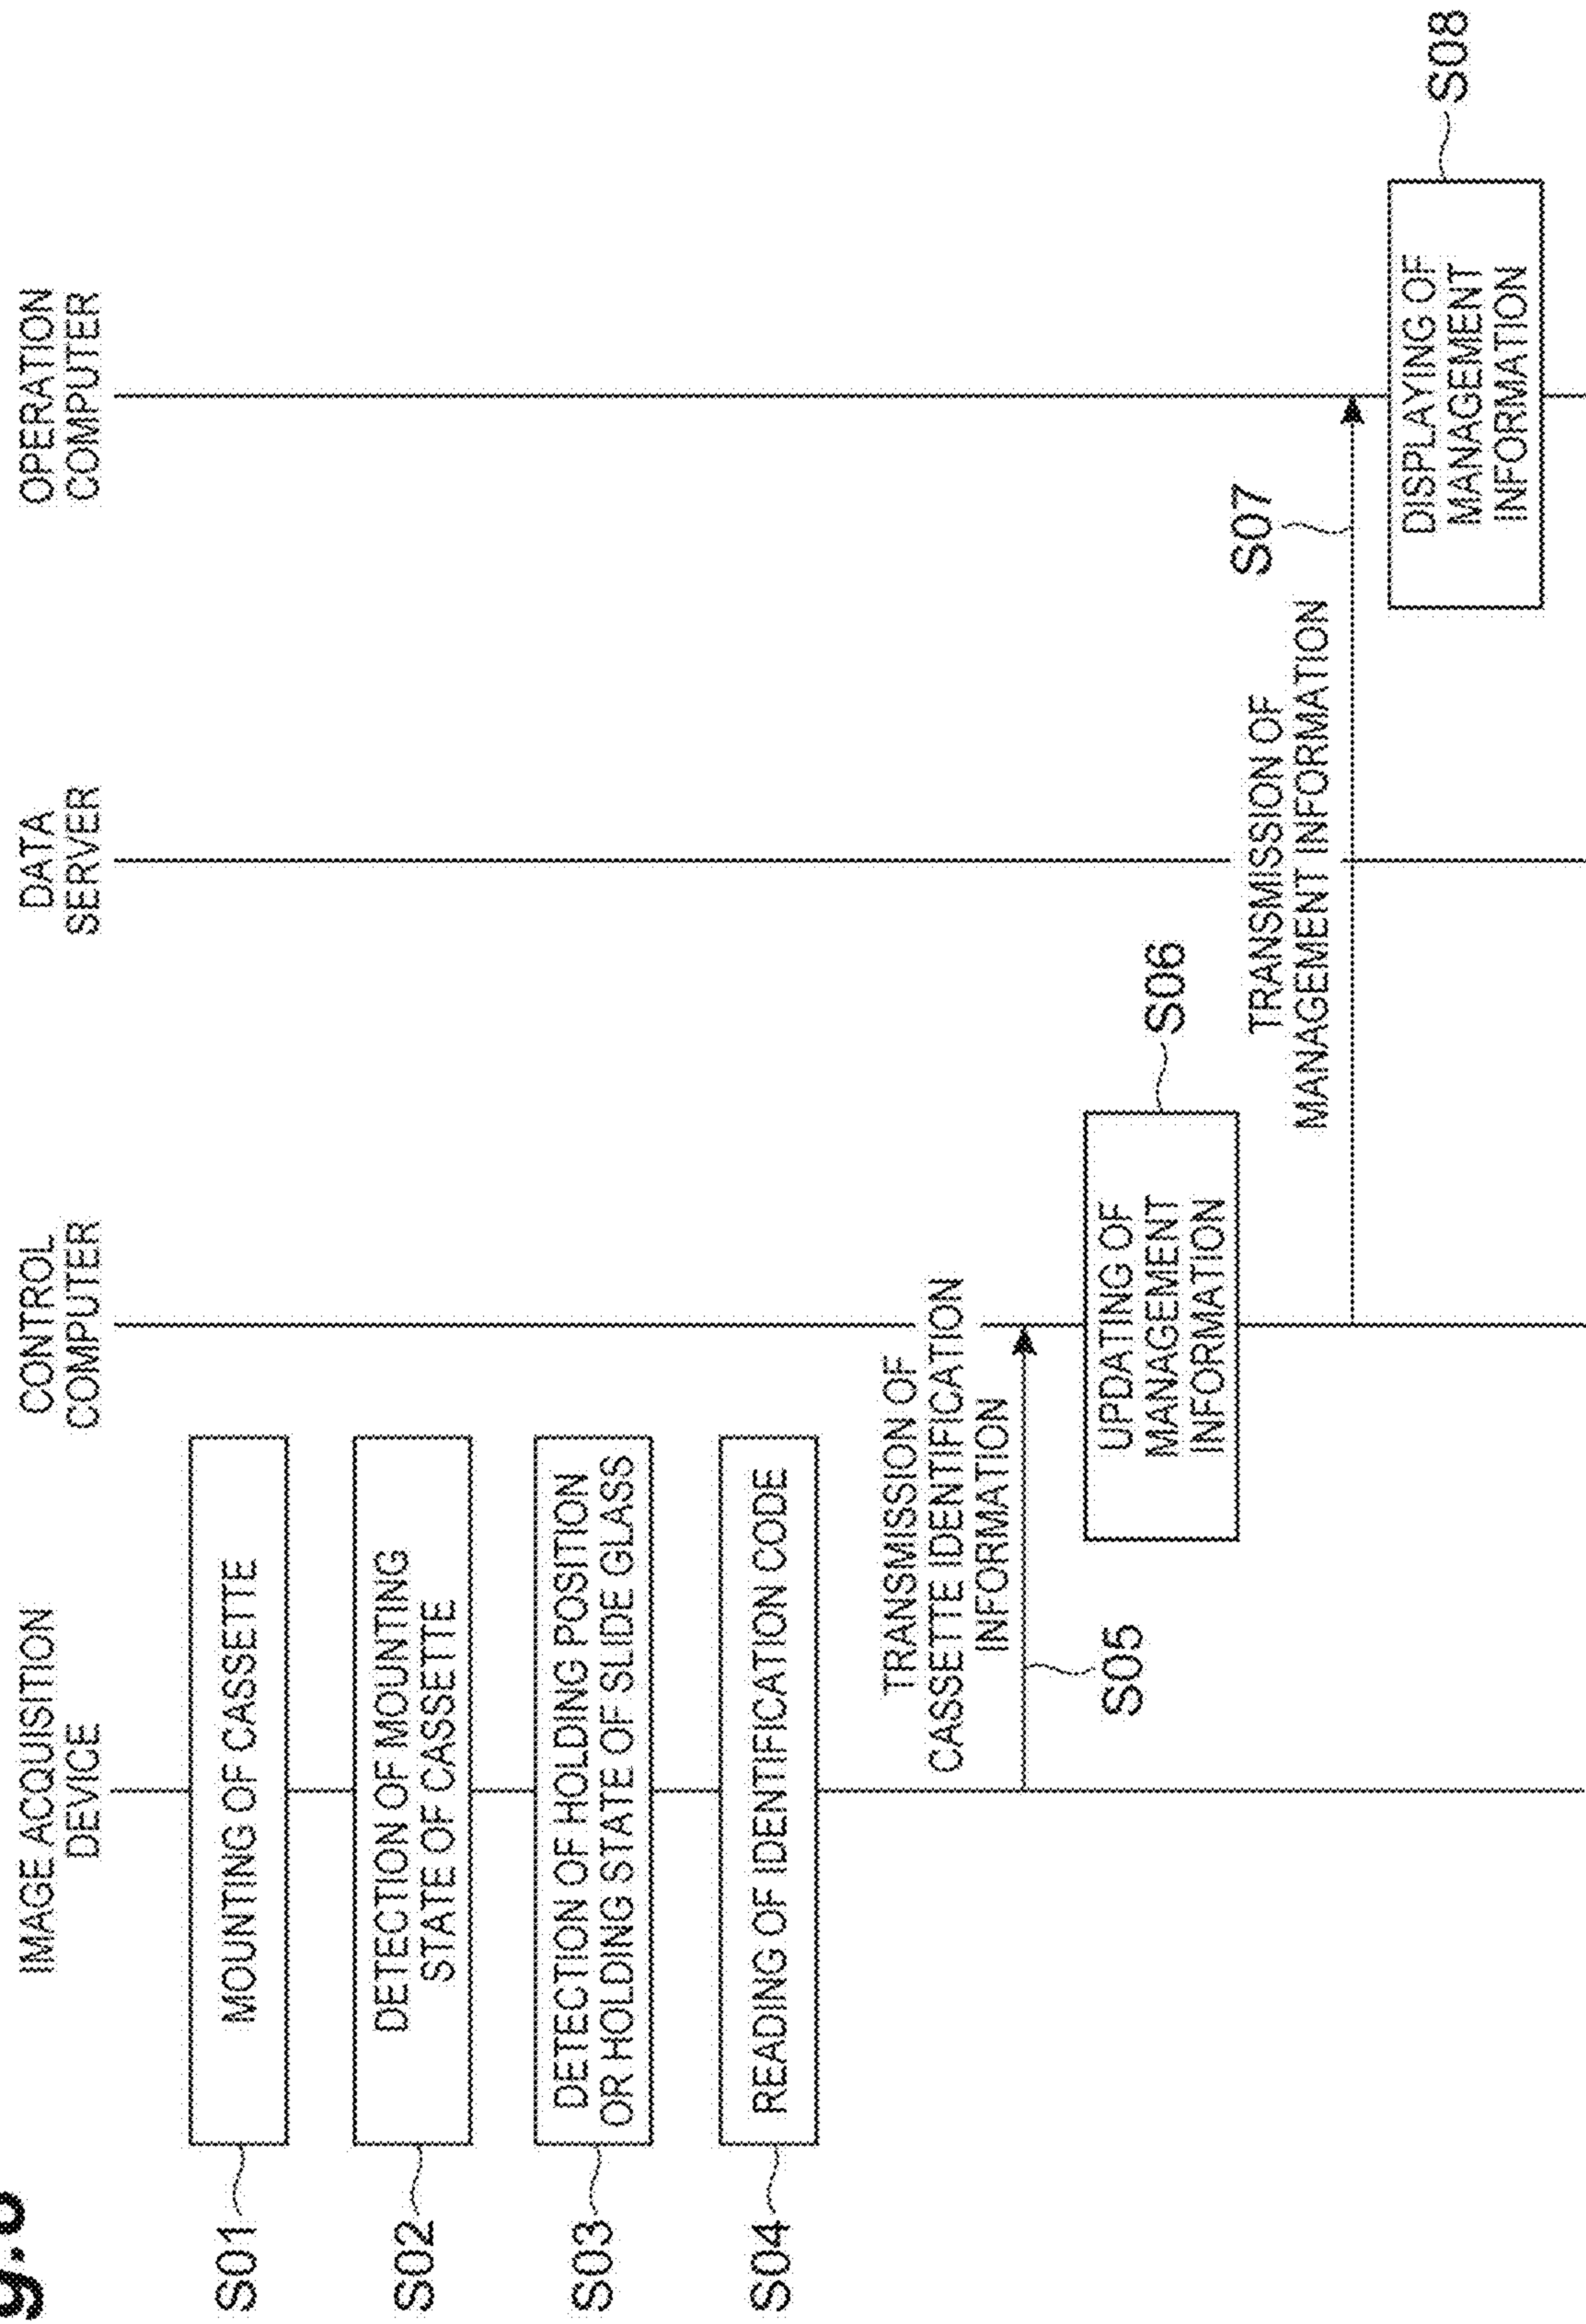 IMAGE ACQUISITION
DEVICE
CONTROL
COMPUTER
DATA
SERVER
OPERATION
COMPUTER
S01
MOUNTING OF CASSETTE
S02
DETECTION OF MOUNTING
STATE OF CASSETTE
S03
DETECTION OF HOLDING POSITION
OR HOLDING STATE OF SLIDE GLASS
S04
READING OF IDENTIFICATION CODE
TRANSMISSION OF
CASSETTE IDENTIFICATION
INFORMATION
S05
UPDATING OF
MANAGEMENT
INFORMATION
S06
TRANSMISSION OF
MANAGEMENT INFORMATION
S07
DISPLAYING OF
MANAGEMENT
INFORMATION
S08